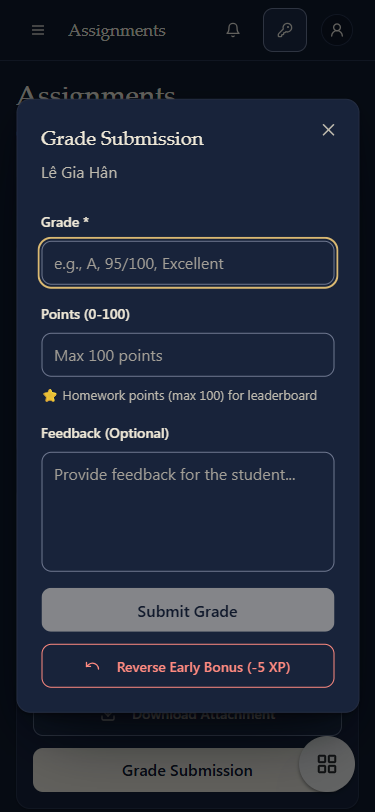 Assignments
Assignments
Grade Submission
Lê Gia Hân
Grade *
e.g., A, 95/100, Excellent
Points (0-100)
Max 100 points
Homework points (max 100) for leaderboard
Feedback (Optional)
Provide feedback for the student...
Submit Grade
Reverse Early Bonus (-5 XP)
Download Attachment
Grade Submission